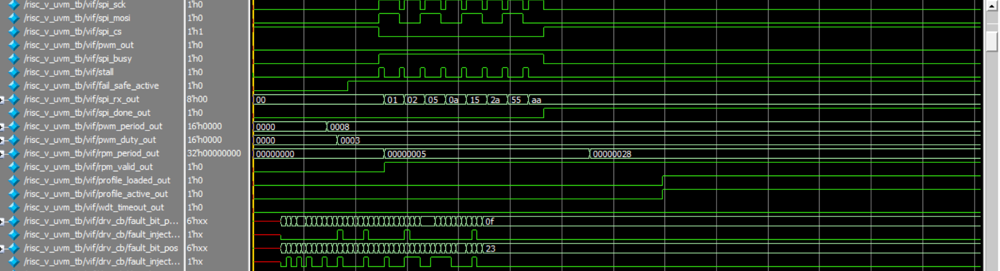 /risc_v_uvm_tb/vif/spi_sck 1'h0
/risc_v_uvm_tb/vif/spi_mosi 1'h0
/risc_v_uvm_tb/vif/spi_cs 1'h1
/risc_v_uvm_tb/vif/pwm_out 1'h0
/risc_v_uvm_tb/vif/spi_busy 1'h0
/risc_v_uvm_tb/vif/stall 1'h0
/risc_v_uvm_tb/vif/fail_safe_active 1'h0
/risc_v_uvm_tb/vif/spi_rx_out 8'h00 00 01 02 05 0a 15 2a 55 aa
/risc_v_uvm_tb/vif/spi_done_out 1'h0
/risc_v_uvm_tb/vif/pwm_period_out 16'h0000 0000 0008
/risc_v_uvm_tb/vif/pwm_duty_out 16'h0000 0000 0003
/risc_v_uvm_tb/vif/rpm_period_out 32'h00000000 00000000 00000005 00000028
/risc_v_uvm_tb/vif/rpm_valid_out 1'h0
/risc_v_uvm_tb/vif/profile_loaded_out 1'h0
/risc_v_uvm_tb/vif/profile_active_out 1'h0
/risc_v_uvm_tb/vif/wdt_timeout_out 1'h0
/risc_v_uvm_tb/vif/drv_cb/fault_bit_p... 6'hxx 0f
/risc_v_uvm_tb/vif/drv_cb/fault_inject... 1'hx
/risc_v_uvm_tb/vif/drv_cb/fault_bit_pos 6'hxx 23
/risc_v_uvm_tb/vif/drv_cb/fault_inject... 1'hx